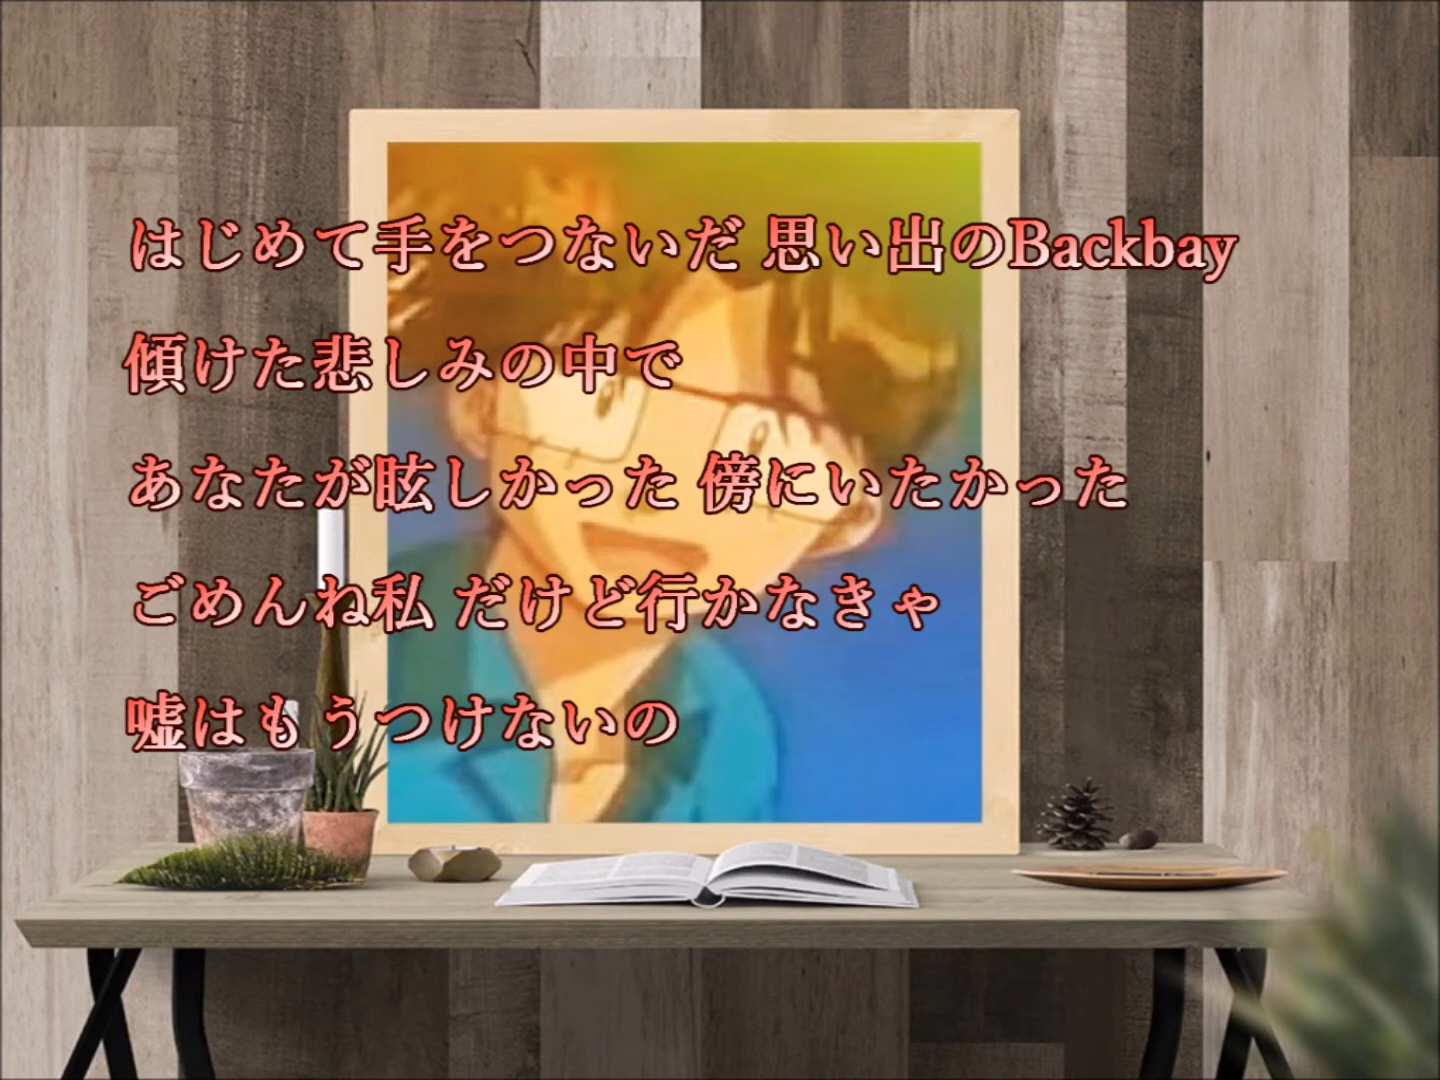 はじめて手をつないだ 思い出のBackbay
傾けた悲しみの中で
あなたが眩しかった 傍にいたかった
ごめんね私 だけど行かなきゃ
嘘はもうつけないの